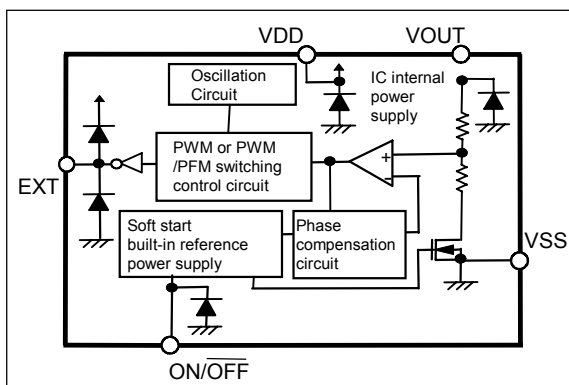 VDD
VOUT
Oscillation
Circuit
IC internal
power
supply
PWM or PWM
/PFM switching
control circuit
+
-
EXT
Soft start
built-in reference
power supply
Phase
compensation
circuit
VSS
ON/OFF